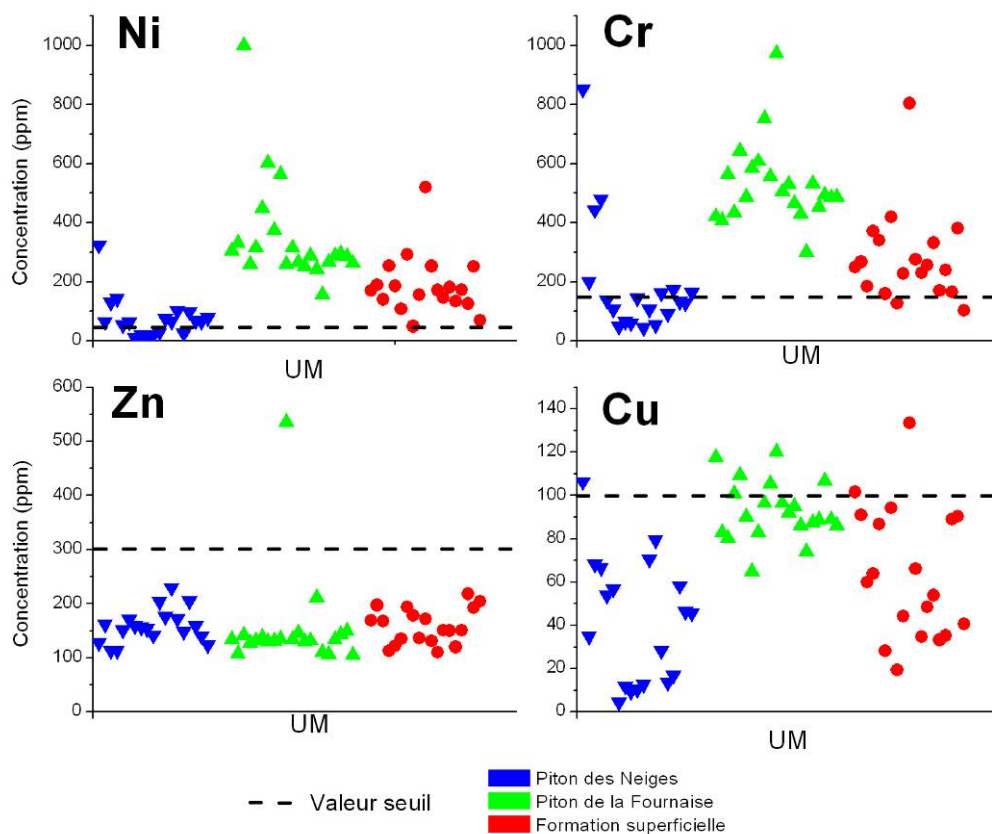 Ni
Cr
Concentration (ppm)
1000
800
600
400
200
0
UM
1000
800
600
400
200
0
UM
Zn
Cu
Concentration (ppm)
600
500
400
300
200
100
0
UM
140
120
100
80
60
40
20
0
UM
Valeur seuil
Piton des Neiges
Piton de la Fournaise
Formation superficielle